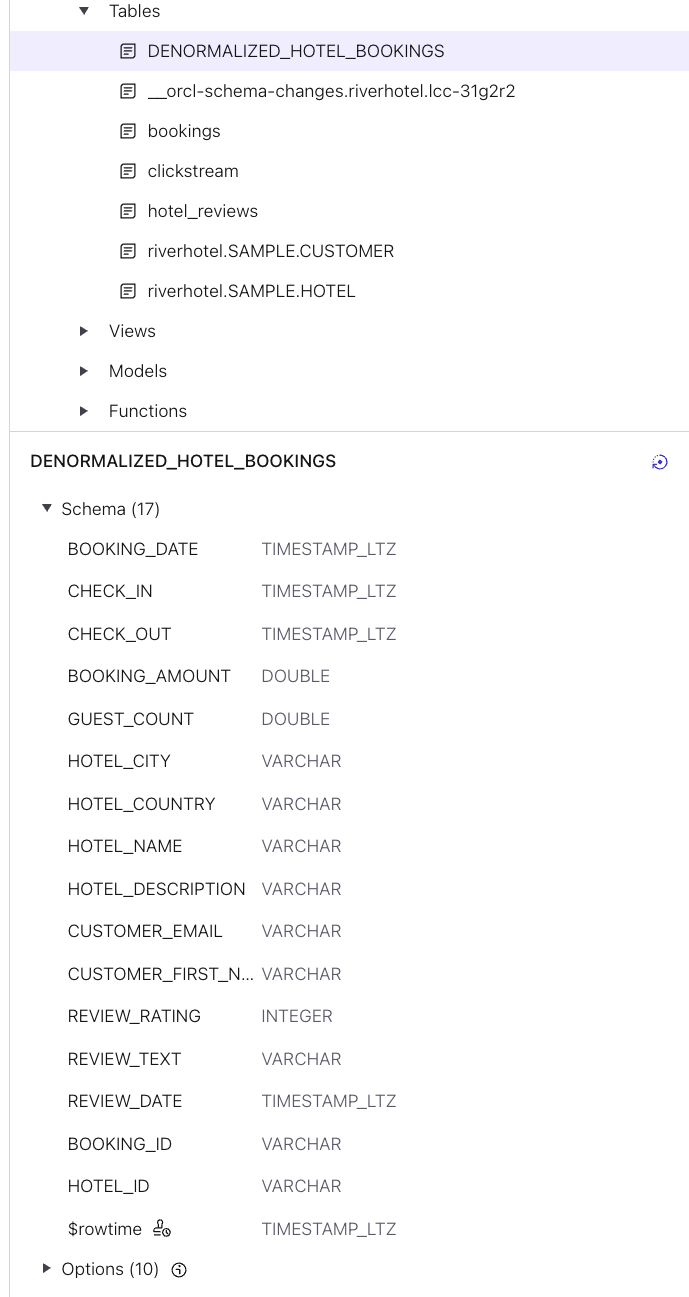 Tables
DENORMALIZED_HOTEL_BOOKINGS
__orcl-schema-changes.riverhotel.lcc-31g2r2
bookings
clickstream
hotel_reviews
riverhotel.SAMPLE.CUSTOMER
riverhotel.SAMPLE.HOTEL
Views
Models
Functions
DENORMALIZED_HOTEL_BOOKINGS
Schema (17)
BOOKING_DATE TIMESTAMP_LTZ
CHECK_IN TIMESTAMP_LTZ
CHECK_OUT TIMESTAMP_LTZ
BOOKING_AMOUNT DOUBLE
GUEST_COUNT DOUBLE
HOTEL_CITY VARCHAR
HOTEL_COUNTRY VARCHAR
HOTEL_NAME VARCHAR
HOTEL_DESCRIPTION VARCHAR
CUSTOMER_EMAIL VARCHAR
CUSTOMER_FIRST_N... VARCHAR
REVIEW_RATING INTEGER
REVIEW_TEXT VARCHAR
REVIEW_DATE TIMESTAMP_LTZ
BOOKING_ID VARCHAR
HOTEL_ID VARCHAR
$rowtime TIMESTAMP_LTZ
Options (10)